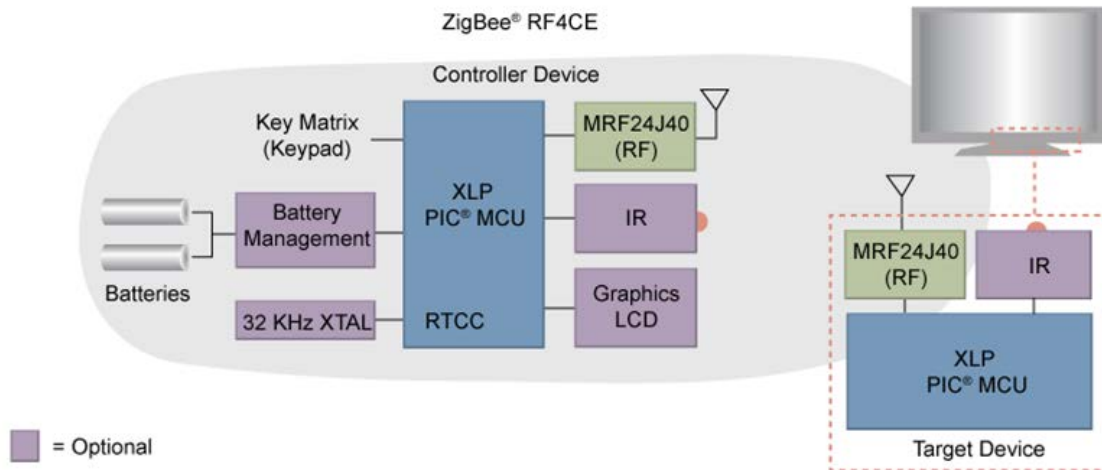 ZigBee® RF4CE
Controller Device
Key Matrix
(Keypad)
MRF24J40
(RF)
XLP
PIC® MCU
Battery
Management
IR
Batteries
Graphics
LCD
32 KHz XTAL
RTCC
MRF24J40
(RF)
IR
XLP
PIC® MCU
Target Device
= Optional